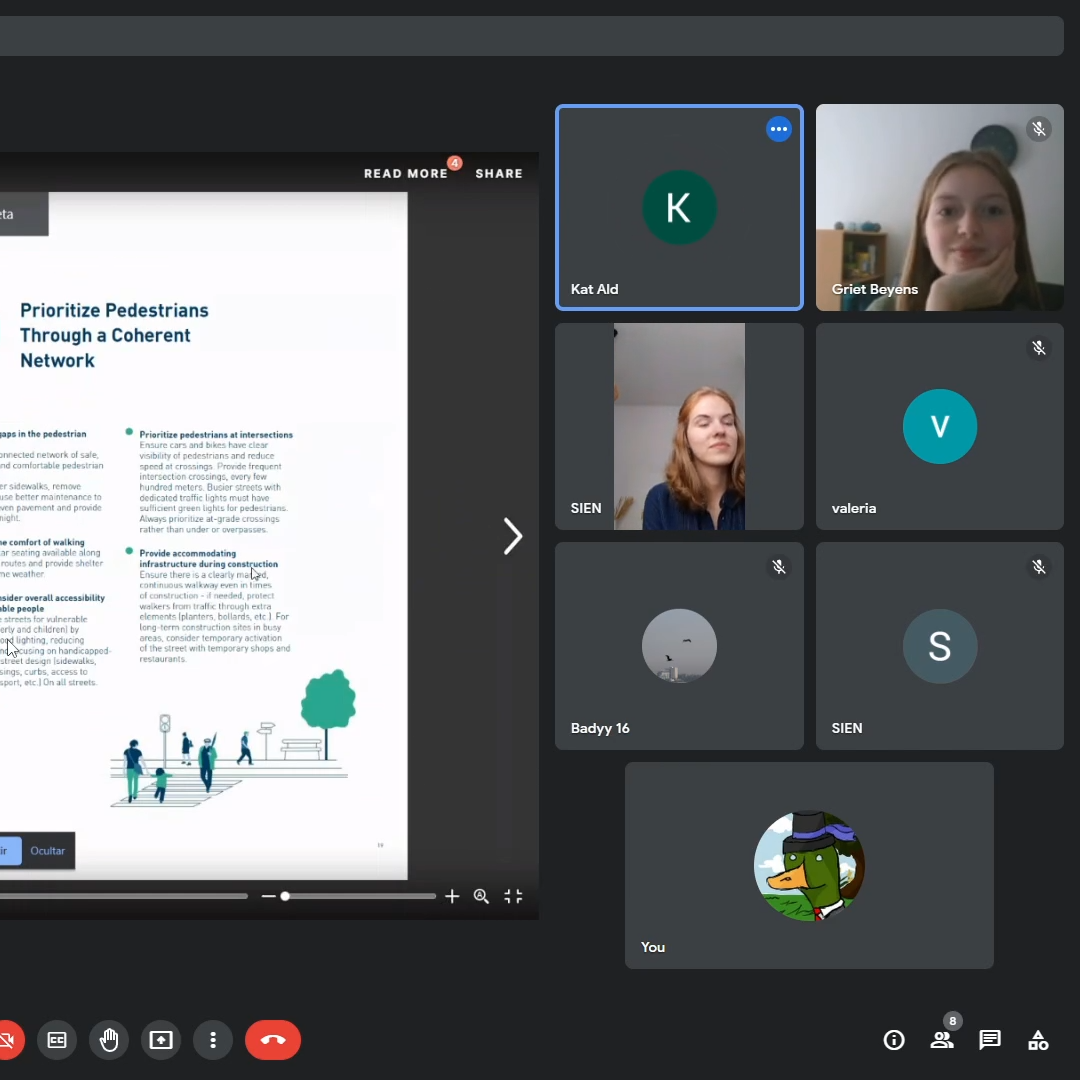 READ MORE 4 SHARE
eta
Prioritize Pedestrians
Through a Coherent
Network
gaps in the pedestrian
onnected network of safe,
nd comfortable pedestrian
er sidewalks, remove
use better maintenance to
ven pavement and provide
night.
he comfort of walking
ar seating available along
routes and provide shelter
me weather.
nsider overall accessibility
able people
e streets for vulnerable
erly and children) by
lighting, reducing
using on handicapped-
street design (sidewalks,
sings, curbs, access to
sport, etc.) On all streets.
Prioritize pedestrians at intersections
Ensure cars and bikes have clear
visibility of pedestrians and reduce
speed at crossings. Provide frequent
intersection crossings, every few
hundred meters. Busier streets with
dedicated traffic lights must have
sufficient green lights for pedestrians.
Always prioritize at-grade crossings
rather than under or overpasses.
Provide accommodating
infrastructure during construction
Ensure there is a clearly marked,
continuous walkway even in times
of construction - if needed, protect
walkers from traffic through extra
elements (planters, bollards, etc.). For
long-term construction sites in busy
areas, consider temporary activation
of the street with temporary shops and
restaurants.
ir Ocultar
K
Kat Ald
Griet Beyens
SIEN
V
valeria
Badyy 16
S
SIEN
You
CC
8